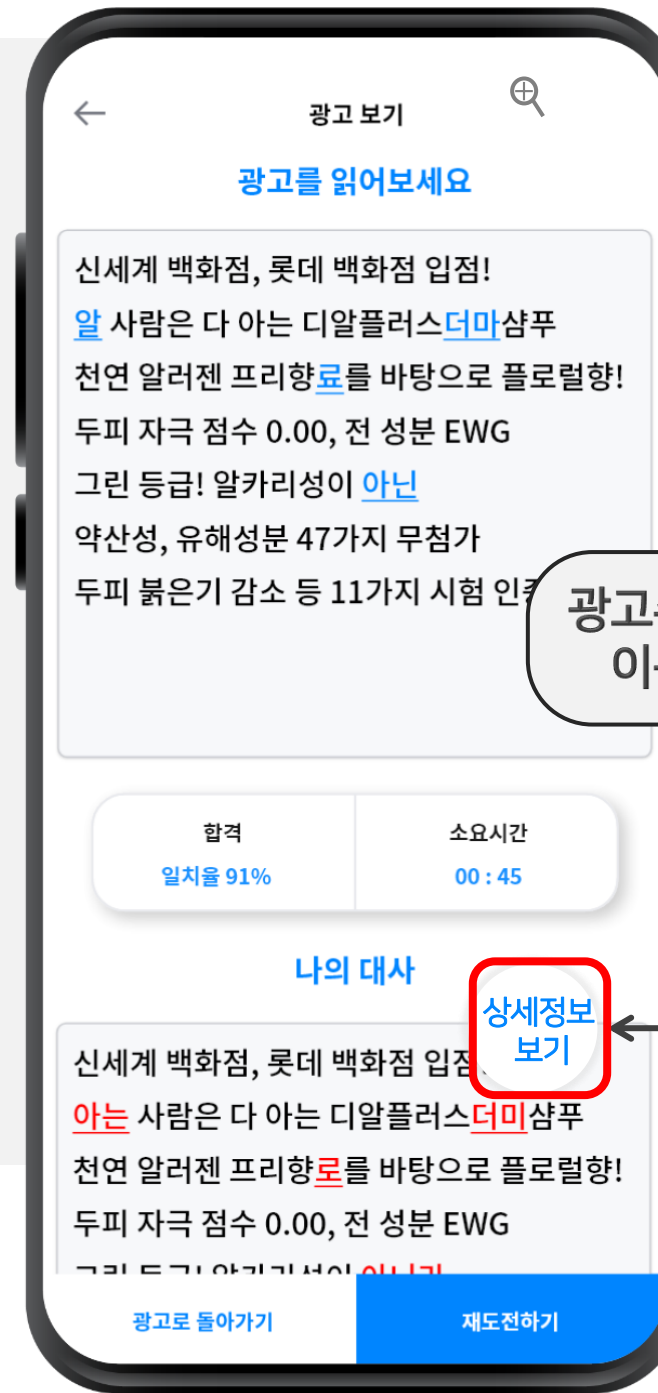 광고 보기
광고를 읽어보세요
신세계 백화점, 롯데 백화점 입점!
알 사람은 다 아는 디알플러스더마샴푸
천연 알러젠 프리향료를 바탕으로 플로럴향!
두피 자극 점수 0.00, 전 성분 EWG
그린 등급! 알카리성이 아닌
약산성, 유해성분 47가지 무첨가
두피 붉은기 감소 등 11가지 시험
광고
합격
소요시간
일치율 91%
00 : 45
나의 대사
상세정보
보기
신세계 백화점, 롯데 백화점
아는 사람은 다 아는 디알플러스더미샴푸
천연 알러젠 프리향로를 바탕으로 플로럴향!
두피 자극 점수 0.00, 전 성분 EWG
광고로 돌아가기
재도전하기